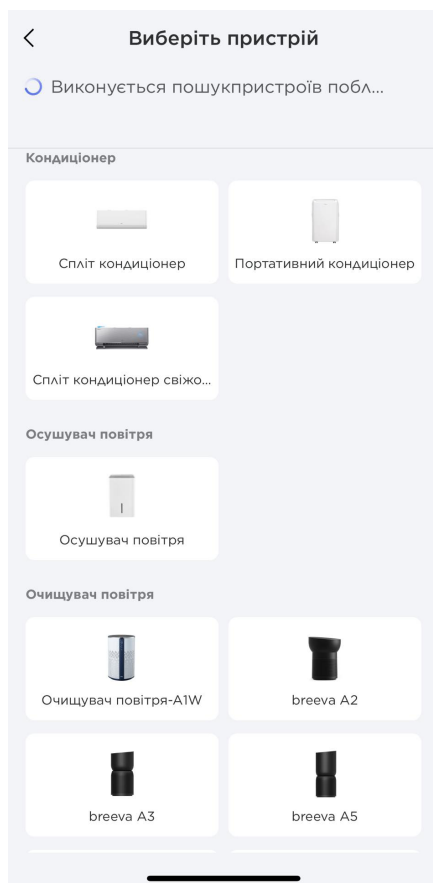 Виберіть пристрій
Виконується пошукпристроїв побл...
Кондиціонер
Спліт кондиціонер
Портативний кондиціонер
Спліт кондиціонер свіжо...
Осушувач повітря
Осушувач повітря
Очищувач повітря
Очищувач повітря-A1W
breeva A2
breeva A3
breeva A5